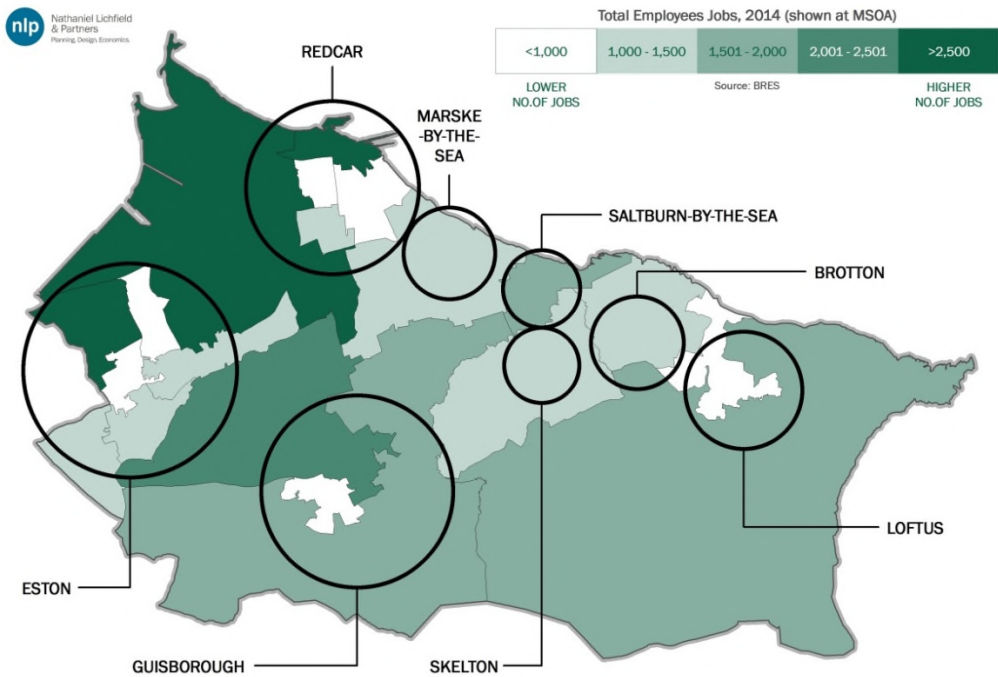 nlp
Nathaniel Lichfield
& Partners
Planning. Design. Economics.
Total Employees Jobs, 2014 (shown at MSOA)
<1,000
1,000 - 1,500
1,501 - 2,000
2,001 - 2,501
>2,500
LOWER
NO.OF JOBS
Source: BRES
HIGHER
NO.OF JOBS
REDCAR
MARSKE
-BY-THE-
SEA
SALTBURN-BY-THE-SEA
BROTTON
LOFTUS
ESTON
GUISBOROUGH
SKELTON